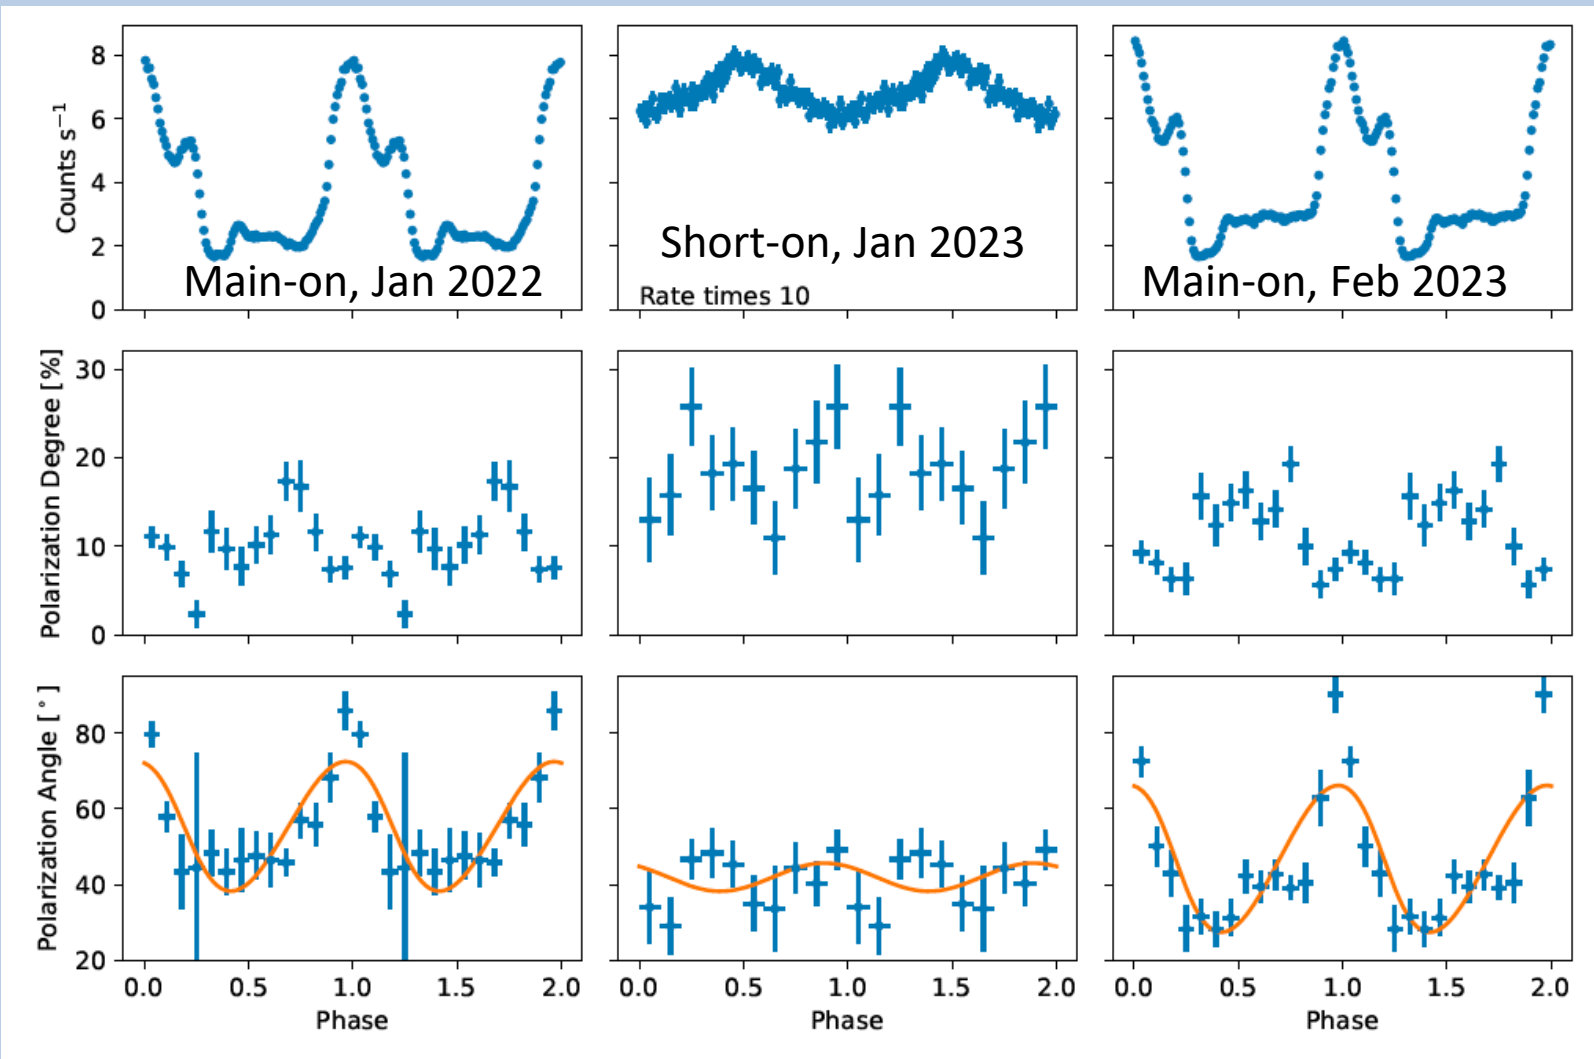 Counts s⁻¹
8
6
4
2
0
Main-on, Jan 2022
Short-on, Jan 2023
Rate times 10
Main-on, Feb 2023
Polarization Degree [%]
30
20
10
0
Polarization Angle [°]
80
60
40
20
0.0 0.5 1.0 1.5 2.0
Phase
0.0 0.5 1.0 1.5 2.0
Phase
0.0 0.5 1.0 1.5 2.0
Phase